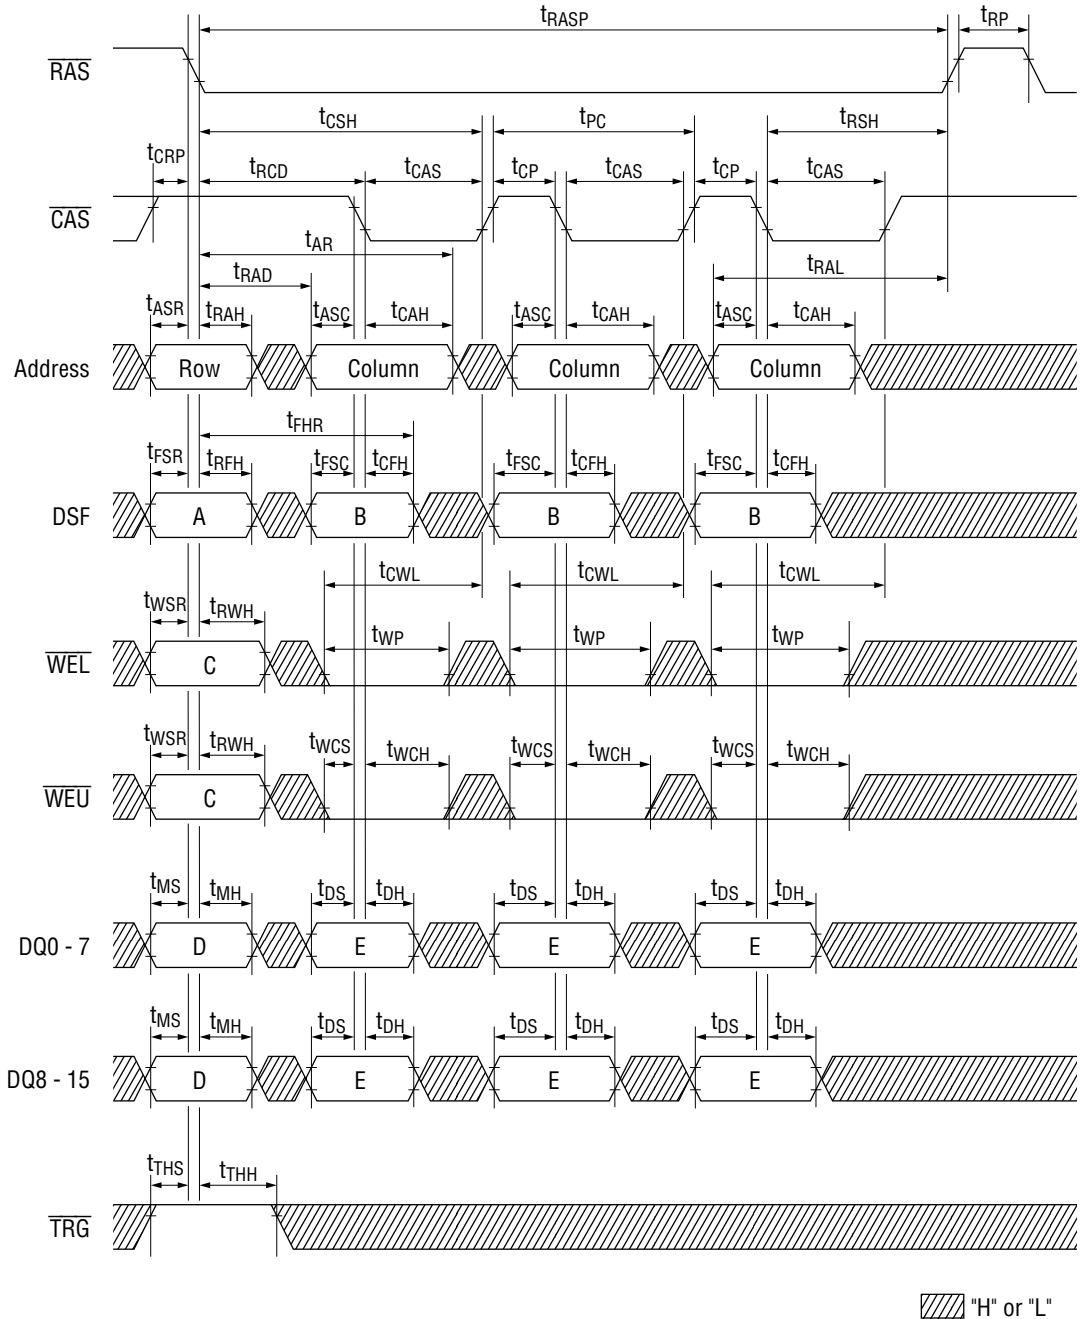 tRASP tRP
RAS
tCSH tPC tRSH
tCRP tRCD tCAS tCP tCAS tCP tCAS
CAS
tAR
tRAD tRAL
tASR tRAH tASC tCAH tASC tCAH tASC tCAH
Address Row Column Column Column
tFHR
tFSR tRFH tFSC tCFH tFSC tCFH tFSC tCFH
DSF A B B B
tCWL tCWL tCWL
tWSR tRWH tWP tWP tWP
WEL C
tWSR tRWH tWCS tWCH tWCS tWCH tWCS tWCH
WEU C
tMS tMH tDS tDH tDS tDH tDS tDH
DQ0 - 7 D E E E
tMS tMH tDS tDH tDS tDH tDS tDH
DQ8 - 15 D E E E
tTHS tTHH
TRG
"H" or "L"